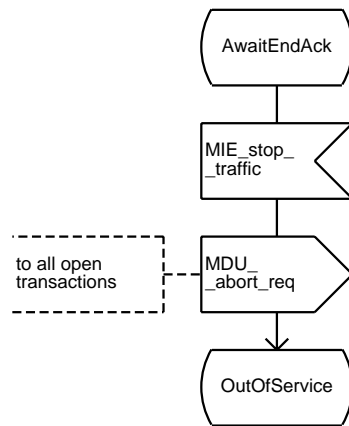 AwaitEndAck
MIE_stop_
_traffic
to all open
transactions
MDU_
_abort_req
OutOfService